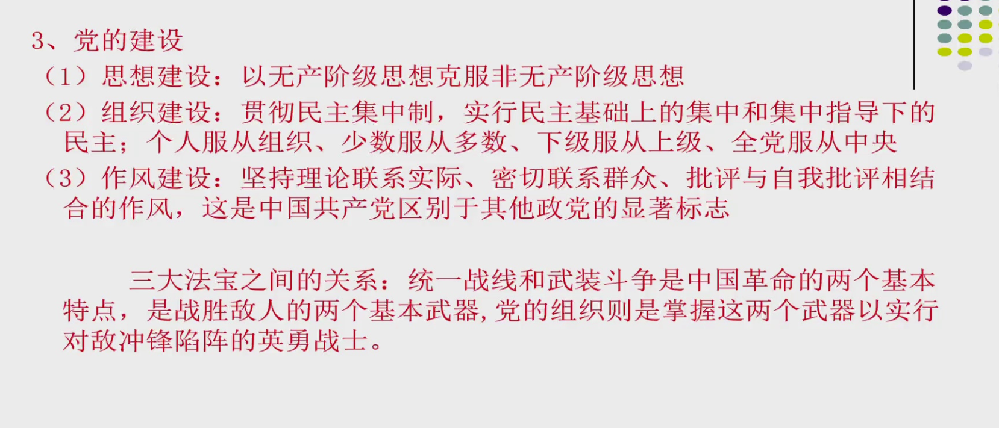 3、党的建设
（1）思想建设：以无产阶级思想克服非无产阶级思想
（2）组织建设：贯彻民主集中制，实行民主基础上的集中和集中指导下的
民主；个人服从组织、少数服从多数、下级服从上级、全党服从中央
（3）作风建设：坚持理论联系实际、密切联系群众、批评与自我批评相结
合的作风，这是中国共产党区别于其他政党的显著标志
三大法宝之间的关系：统一战线和武装斗争是中国革命的两个基本
特点，是战胜敌人的两个基本武器,党的组织则是掌握这两个武器以实行
对敌冲锋陷阵的英勇战士。